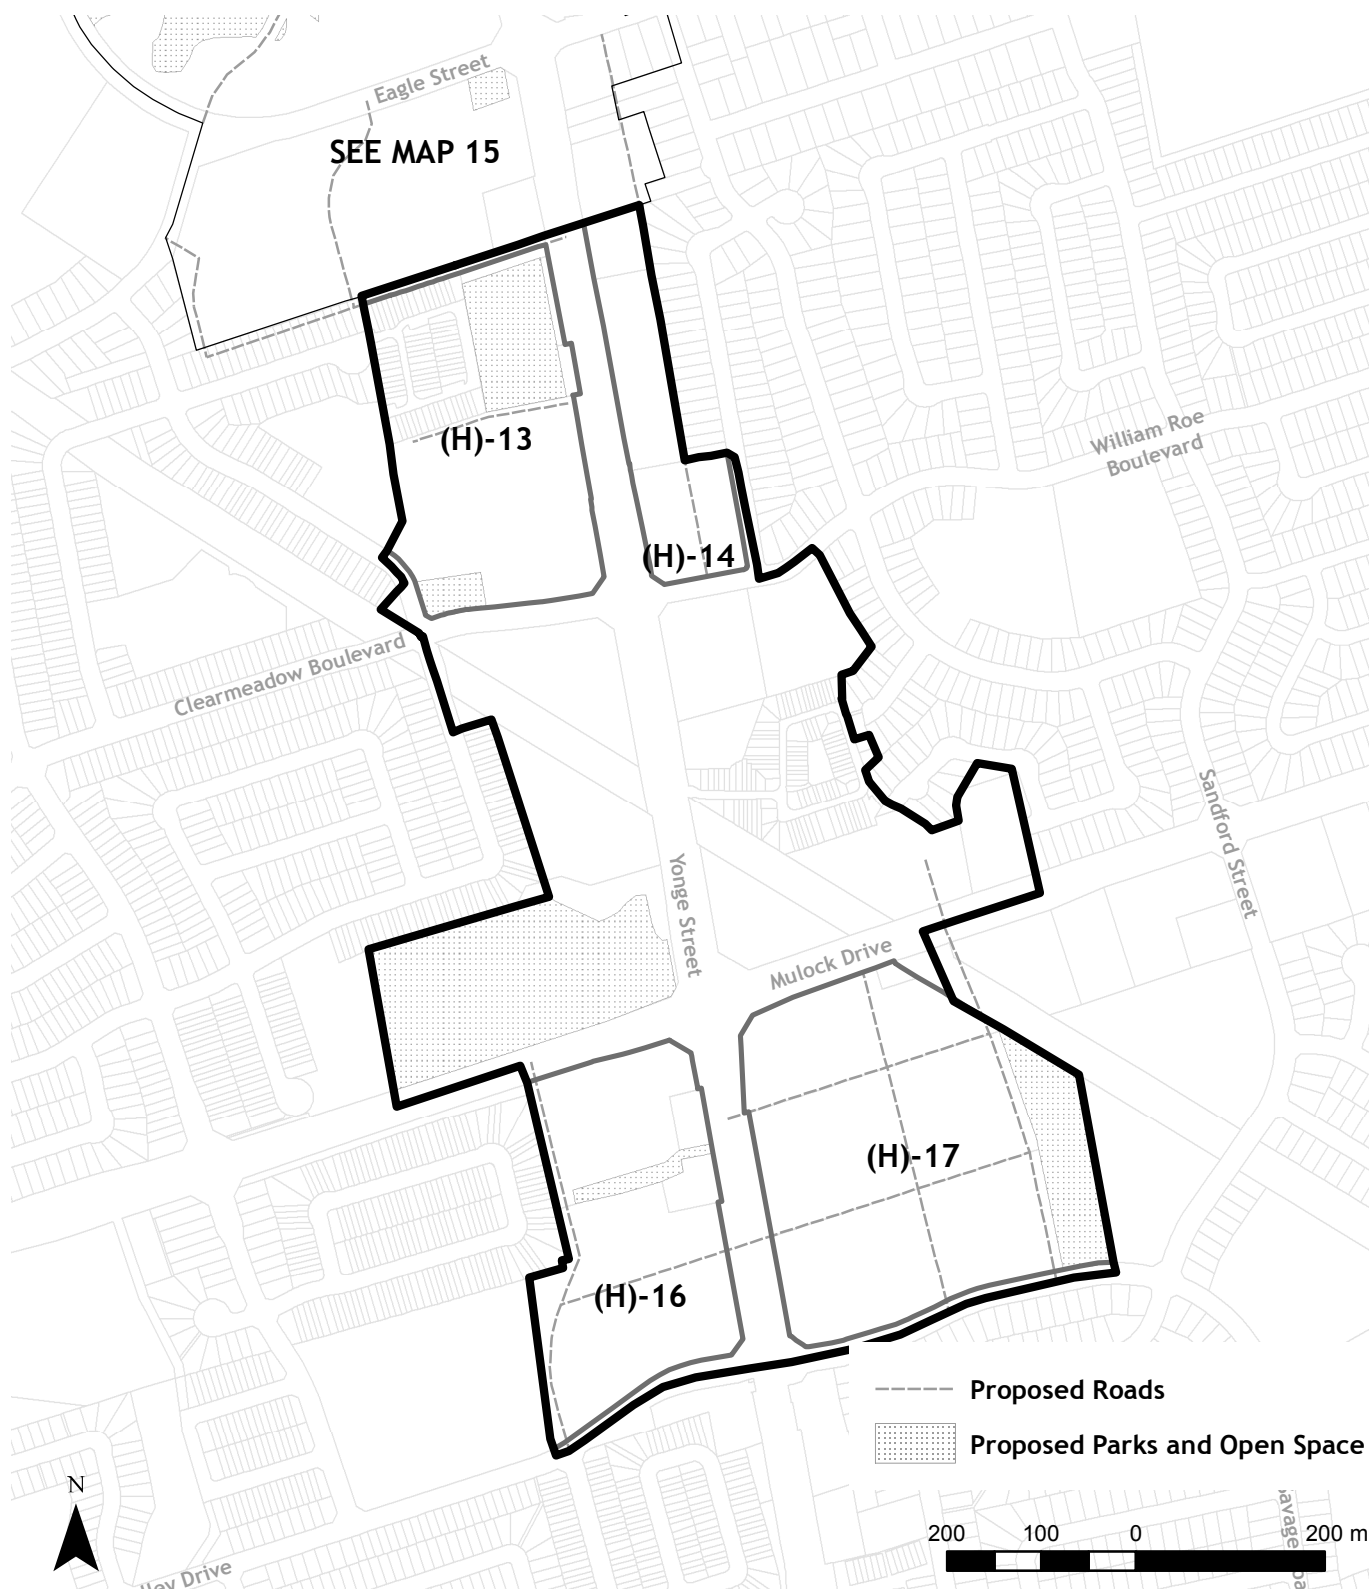 Eagle Street
SEE MAP 15
(H)-13
William Roe
Boulevard
(H)-14
Clearmeadow Boulevard
Sandford Street
Yonge Street
Mulock Drive
(H)-17
(H)-16
Proposed Roads
Proposed Parks and Open Space
N
200 100 0 200 m
Drive